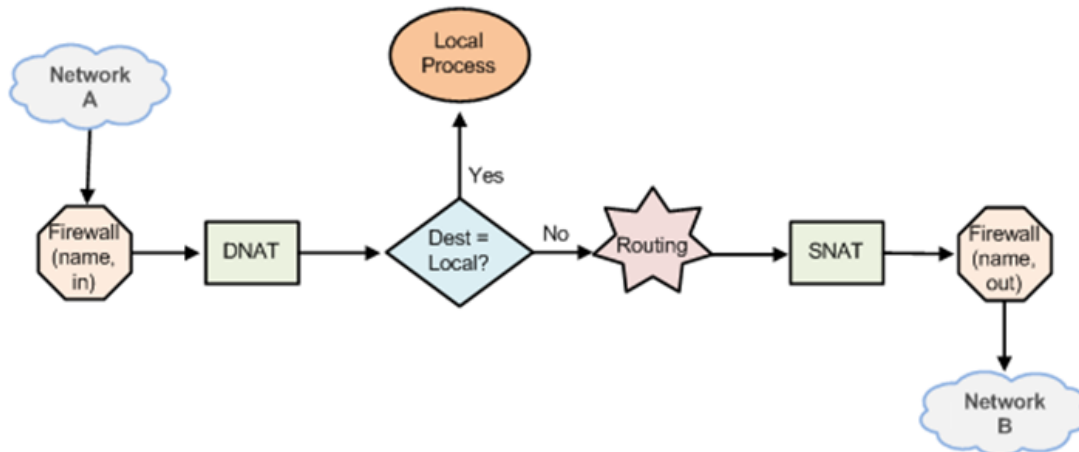 Local
Process
Network
A
Yes
Firewall
(name,
in)
DNAT
Dest =
Local?
No
Routing
SNAT
Firewall
(name,
out)
Network
B